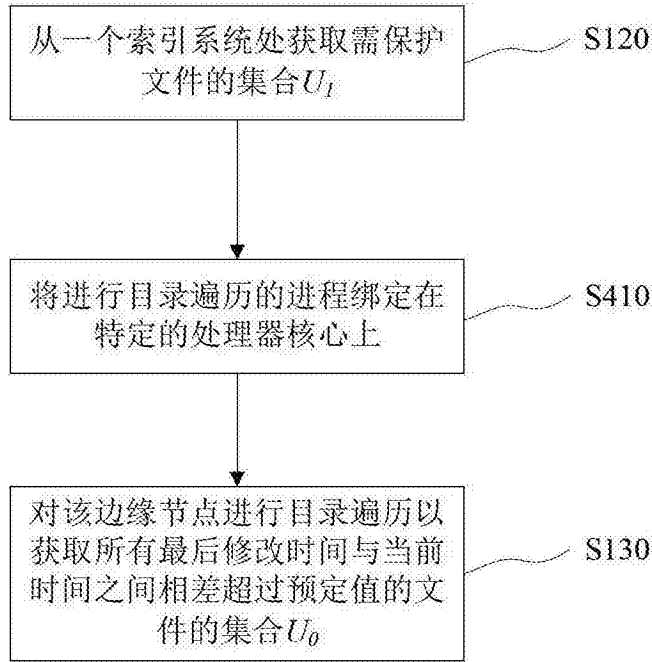 从一个索引系统处获取需保护
文件的集合U1
S120
将进行目录遍历的进程绑定在
特定的处理器核心上
S410
对该边缘节点进行目录遍历以
获取所有最后修改时间与当前
时间之间相差超过预定值的文
件的集合U0
S130